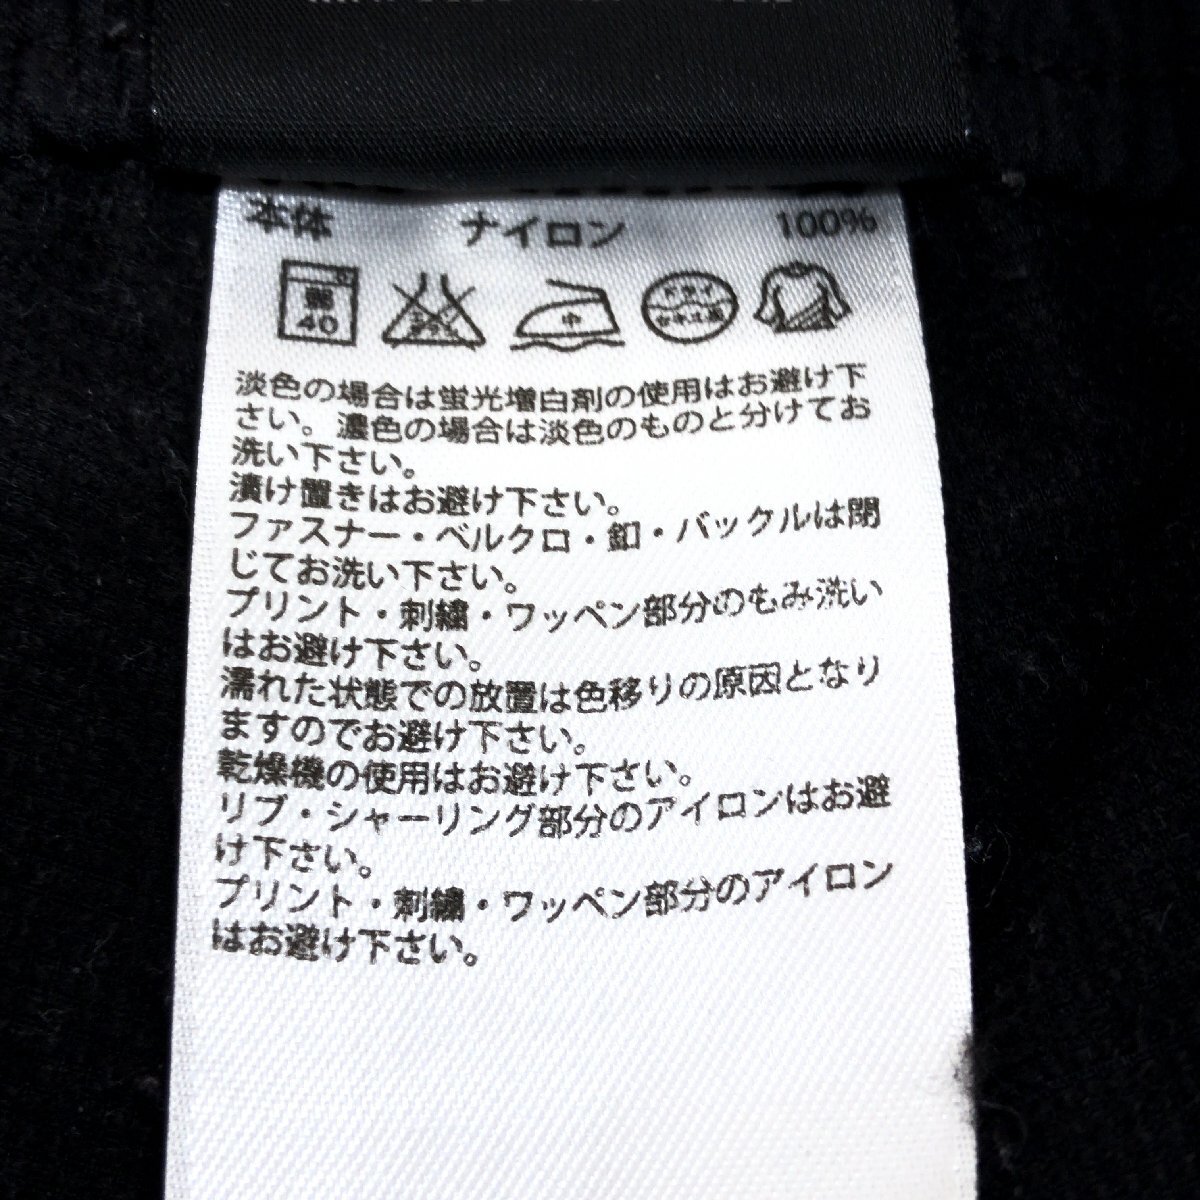 本体 ナイロン 100%
40 中 ドライ セキユ系
淡色の場合は蛍光増白剤の使用はお避け下
さい。濃色の場合は淡色のものと分けてお
洗い下さい。
漬け置きはお避け下さい。
ファスナー・ベルクロ・釦・バックルは閉
じてお洗い下さい。
プリント・刺繍・ワッペン部分のもみ洗い
はお避け下さい。
濡れた状態での放置は色移りの原因となり
ますのでお避け下さい。
乾燥機の使用はお避け下さい。
リブ・シャーリング部分のアイロンはお避
け下さい。
プリント・刺繍・ワッペン部分のアイロン
はお避け下さい。